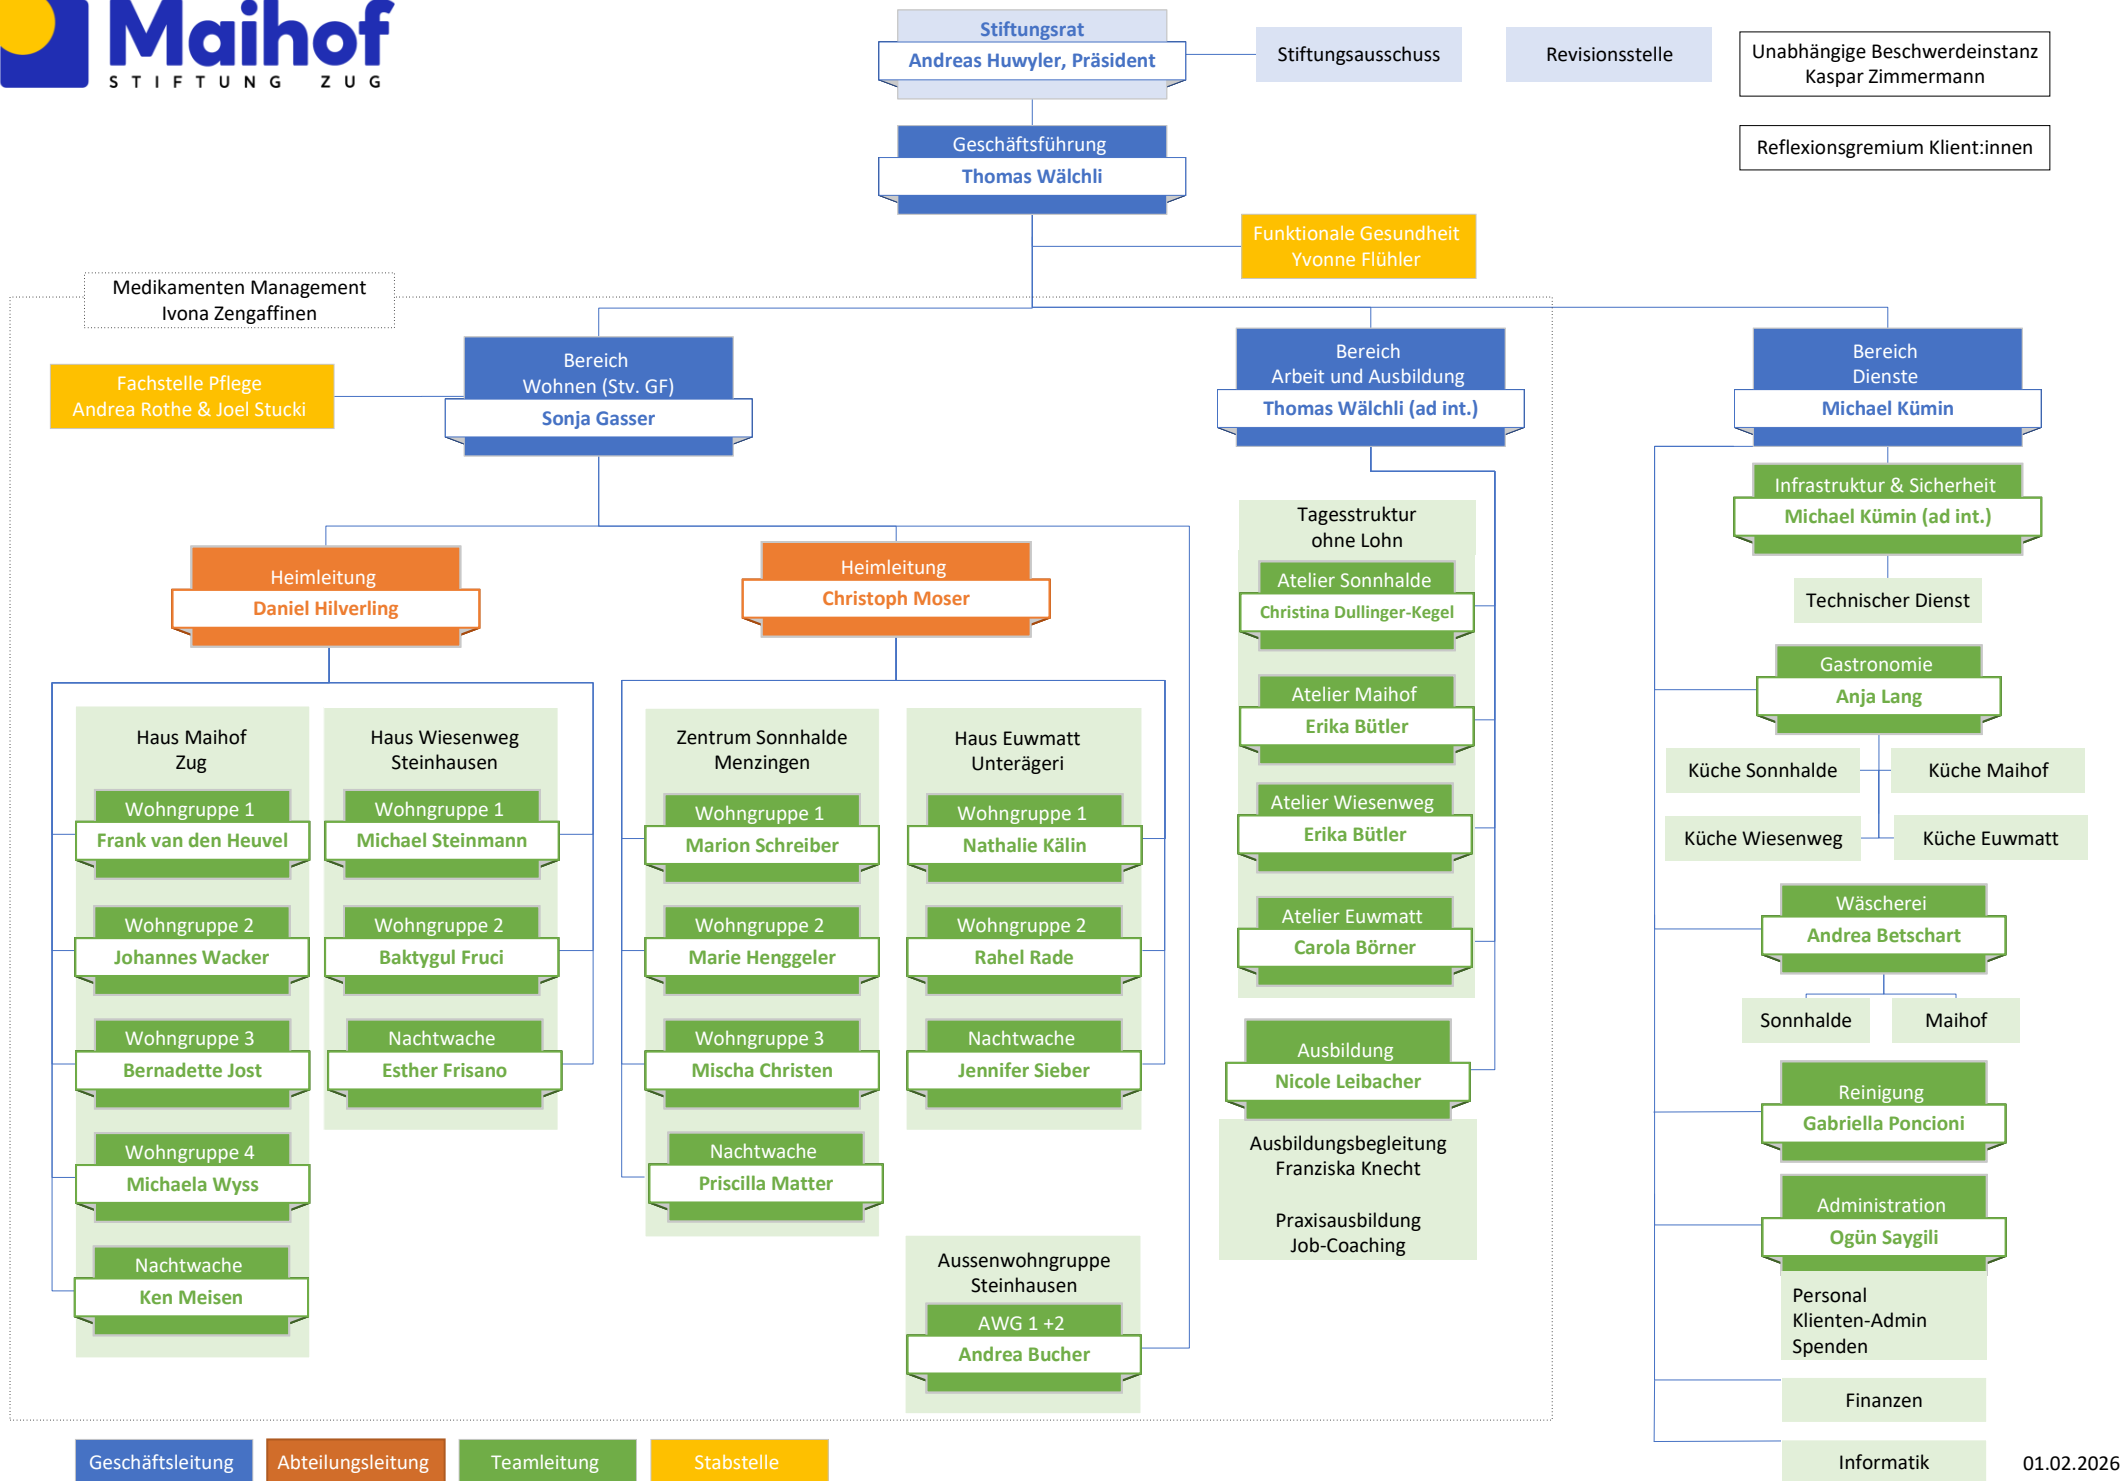 Maihof
STIFTUNG ZUG
Stiftungsrat
Andreas Huwyler, Präsident
Stiftungsausschuss
Revisionsstelle
Unabhängige Beschwerdeinstanz
Kaspar Zimmermann
Geschäftsführung
Thomas Wälchli
Reflexionsgremium Klient:innen
Funktionale Gesundheit
Yvonne Flühler
Medikamenten Management
Ivona Zengaffinen
Fachstelle Pflege
Andrea Rothe & Joel Stucki
Bereich
Wohnen (Stv. GF)
Sonja Gasser
Bereich
Arbeit und Ausbildung
Thomas Wälchli (ad int.)
Bereich
Dienste
Michael Kümin
Heimleitung
Daniel Hilverling
Heimleitung
Christoph Moser
Haus Maihof
Zug
Wohngruppe 1
Frank van den Heuvel
Wohngruppe 2
Johannes Wacker
Wohngruppe 3
Bernadette Jost
Wohngruppe 4
Michaela Wyss
Nachtwache
Ken Meisen
Haus Wiesenweg
Steinhausen
Wohngruppe 1
Michael Steinmann
Wohngruppe 2
Baktygul Fruci
Nachtwache
Esther Frisano
Zentrum Sonnhalde
Menzingen
Wohngruppe 1
Marion Schreiber
Wohngruppe 2
Marie Henggeler
Wohngruppe 3
Mischa Christen
Nachtwache
Priscilla Matter
Haus Euwmatt
Unterägeri
Wohngruppe 1
Nathalie Kälin
Wohngruppe 2
Rahel Rade
Nachtwache
Jennifer Sieber
Aussenwohngruppe
Steinhausen
AWG 1 +2
Andrea Bucher
Tagesstruktur
ohne Lohn
Atelier Sonnhalde
Christina Dullinger-Kegel
Atelier Maihof
Erika Bütler
Atelier Wiesenweg
Erika Bütler
Atelier Euwmatt
Carola Börner
Ausbildung
Nicole Leibacher
Ausbildungsbegleitung
Franziska Knecht
Praxisausbildung
Job-Coaching
Infrastruktur & Sicherheit
Michael Kümin (ad int.)
Technischer Dienst
Gastronomie
Anja Lang
Küche Sonnhalde
Küche Maihof
Küche Wiesenweg
Küche Euwmatt
Wäscherei
Andrea Betschart
Sonnhalde
Maihof
Reinigung
Gabriella Poncioni
Administration
Ogün Saygili
Personal
Klienten-Admin
Spenden
Finanzen
Informatik
Geschäftsleitung
Abteilungsleitung
Teamleitung
Stabstelle
01.02.2026